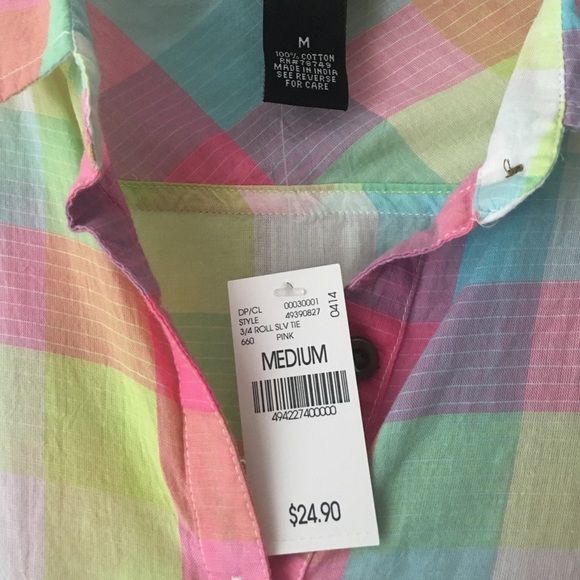 M
100% COTTON
RN# 79749
MADE IN INDIA
SEE REVERSE
FOR CARE
DP/CL 00030001
STYLE 49390827
3/4 ROLL SLV TIE
660 PINK
0414
MEDIUM
494227400000
$24.90